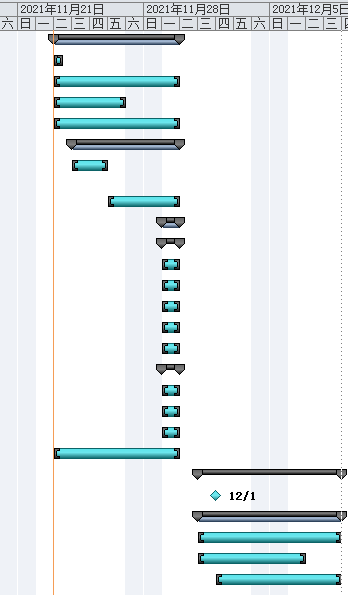 2021年11月21日 2021年11月28日 2021年12月5日
六 日 一 二 三 四 五 六 日 一 二 三 四 五 六 日 一 二 三
12/1